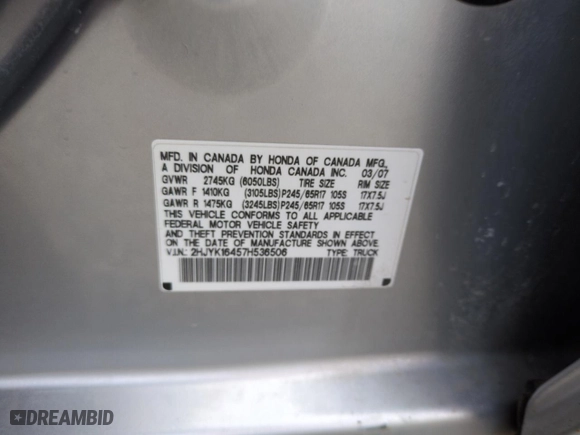 MFD. IN CANADA BY HONDA OF CANADA MFG.,
A DIVISION OF HONDA CANADA INC. 03/07
GVWR 2745KG (6050LBS) TIRE SIZE RIM SIZE
GAWR F 1410KG (3105LBS) P245/65R17 105S 17X7.5J
GAWR R 1475KG (3245LBS) P245/65R17 105S 17X7.5J
THIS VEHICLE CONFORMS TO ALL APPLICABLE
FEDERAL MOTOR VEHICLE SAFETY
AND THEFT PREVENTION STANDARDS IN EFFECT
ON THE DATE OF MANUFACTURE SHOWN ABOVE.
V.I.N.: 2HJYK16457H536506 TYPE: TRUCK
DREAMBID